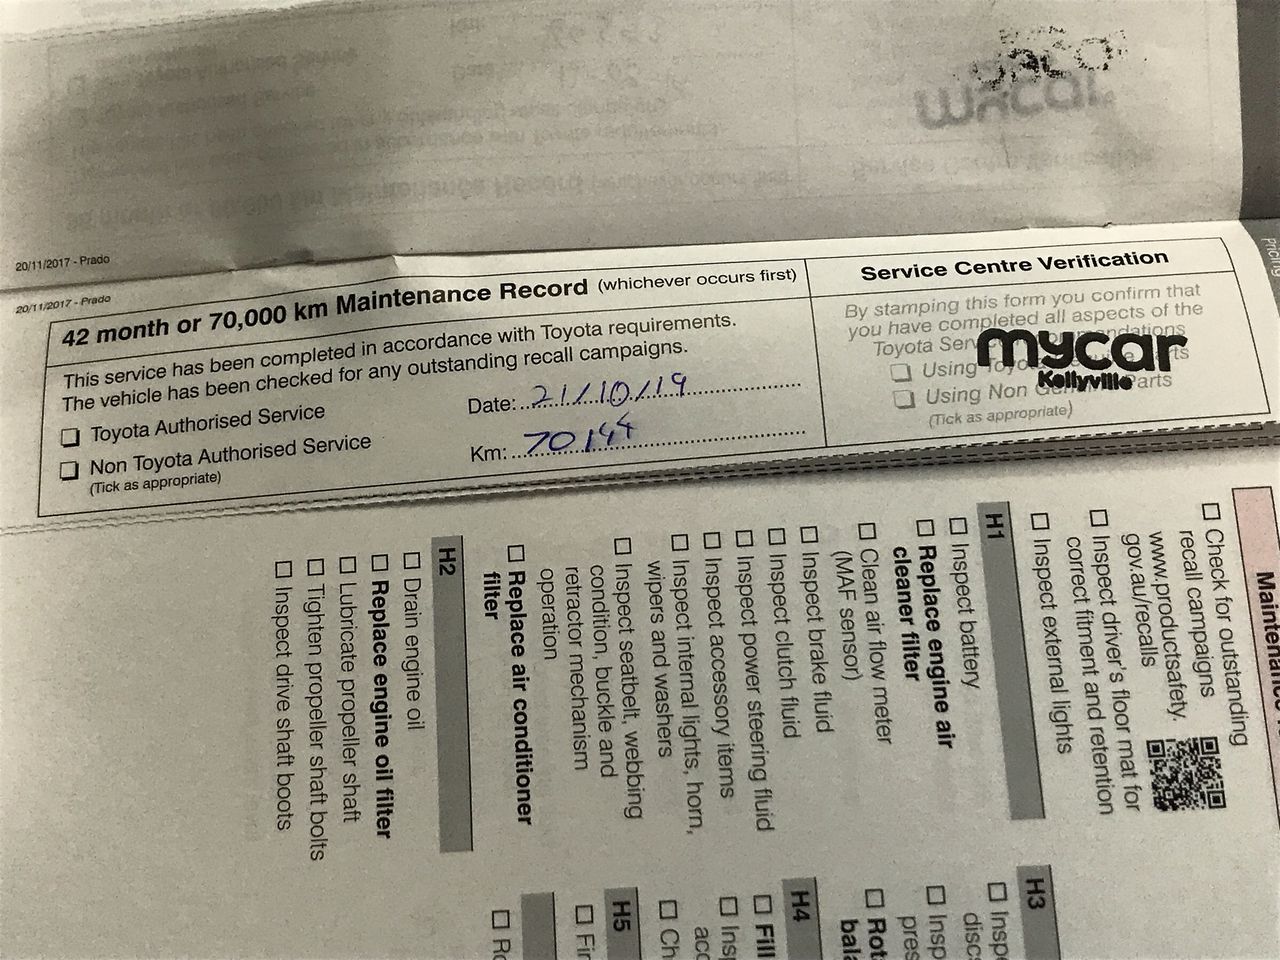 20/11/2017 - Prado
20/11/2017 - Prado
42 month or 70,000 km Maintenance Record (whichever occurs first)
This service has been completed in accordance with Toyota requirements.
The vehicle has been checked for any outstanding recall campaigns.
Toyota Authorised Service
Non Toyota Authorised Service
(Tick as appropriate)
Date: 21/10/19
Km: 70144
Service Centre Verification
By stamping this form you confirm that
you have completed all aspects of the
Toyota
mycar
Kellyville
Using
Using Non Parts
(Tick as appropriate)
Pricing
Check for outstanding
recall campaigns
www.productsafety.
gov.au/recalls
Inspect driver's floor mat for
correct fitment and retention
Inspect external lights
H1
Inspect battery
Replace engine air
cleaner filter
Clean air flow meter
(MAF sensor)
Inspect brake fluid
Inspect clutch fluid
Inspect power steering fluid
Inspect accessory items
Inspect internal lights, horn,
wipers and washers
Inspect seatbelt, webbing
condition, buckle and
retractor mechanism
operation
Replace air conditioner
filter
H2
Drain engine oil
Replace engine oil filter
Lubricate propeller shaft
Tighten propeller shaft bolts
Inspect drive shaft boots
H3
H4
Fill
H5